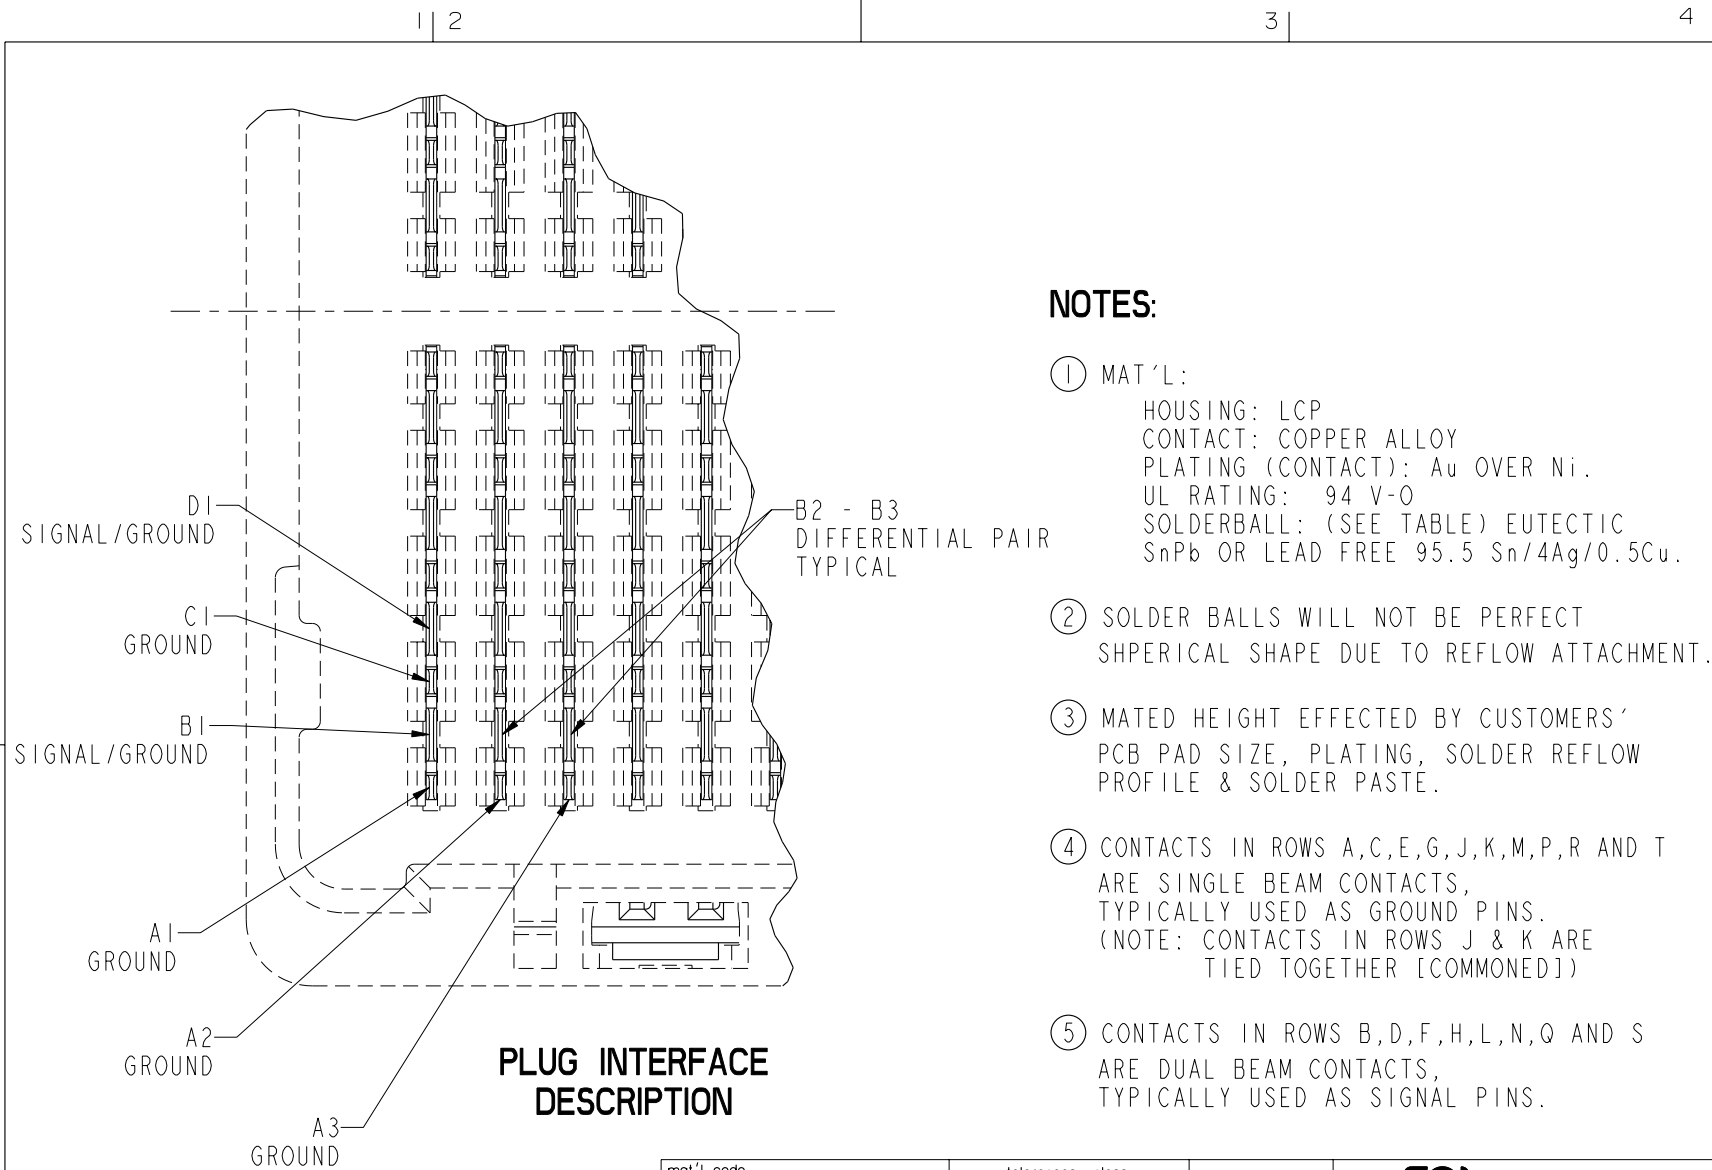 1 2 3 4
D1
SIGNAL/GROUND
C1
GROUND
B1
SIGNAL/GROUND
A1
GROUND
A2
GROUND
A3
GROUND
B2 - B3
DIFFERENTIAL PAIR
TYPICAL
PLUG INTERFACE
DESCRIPTION
NOTES:
1 MAT'L:
HOUSING: LCP
CONTACT: COPPER ALLOY
PLATING (CONTACT): Au OVER Ni.
UL RATING: 94 V-O
SOLDERBALL: (SEE TABLE) EUTECTIC
SnPb OR LEAD FREE 95.5 Sn/4Ag/0.5Cu.
2 SOLDER BALLS WILL NOT BE PERFECT
SHPERICAL SHAPE DUE TO REFLOW ATTACHMENT.
3 MATED HEIGHT EFFECTED BY CUSTOMERS'
PCB PAD SIZE, PLATING, SOLDER REFLOW
PROFILE & SOLDER PASTE.
4 CONTACTS IN ROWS A,C,E,G,J,K,M,P,R AND T
ARE SINGLE BEAM CONTACTS,
TYPICALLY USED AS GROUND PINS.
(NOTE: CONTACTS IN ROWS J & K ARE
TIED TOGETHER [COMMONED])
5 CONTACTS IN ROWS B,D,F,H,L,N,Q AND S
ARE DUAL BEAM CONTACTS,
TYPICALLY USED AS SIGNAL PINS.
mat'l code